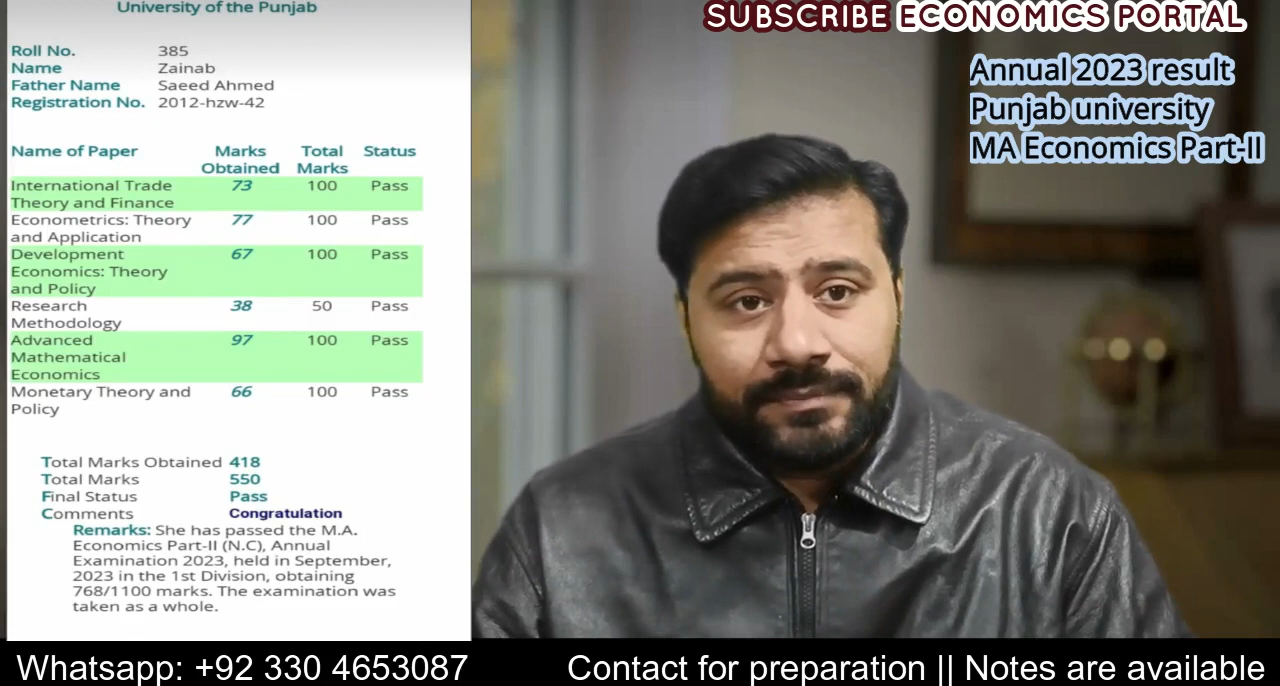 University of the Punjab
Roll No. 385
Name Zainab
Father Name Saeed Ahmed
Registration No. 2012-hzw-42
Name of Paper Marks Obtained Total Marks Status
International Trade Theory and Finance 73 100 Pass
Econometrics: Theory and Application 77 100 Pass
Development Economics: Theory and Policy 67 100 Pass
Research Methodology 38 50 Pass
Advanced Mathematical Economics 97 100 Pass
Monetary Theory and Policy 66 100 Pass
Total Marks Obtained 418
Total Marks 550
Final Status Pass
Comments Congratulation
Remarks: She has passed the M.A.
Economics Part-II (N.C), Annual
Examination 2023, held in September,
2023 in the 1st Division, obtaining
768/1100 marks. The examination was
taken as a whole.
SUBSCRIBE ECONOMICS PORTAL
Annual 2023 result
Punjab university
MA Economics Part-II
Whatsapp: +92 330 4653087
Contact for preparation || Notes are available